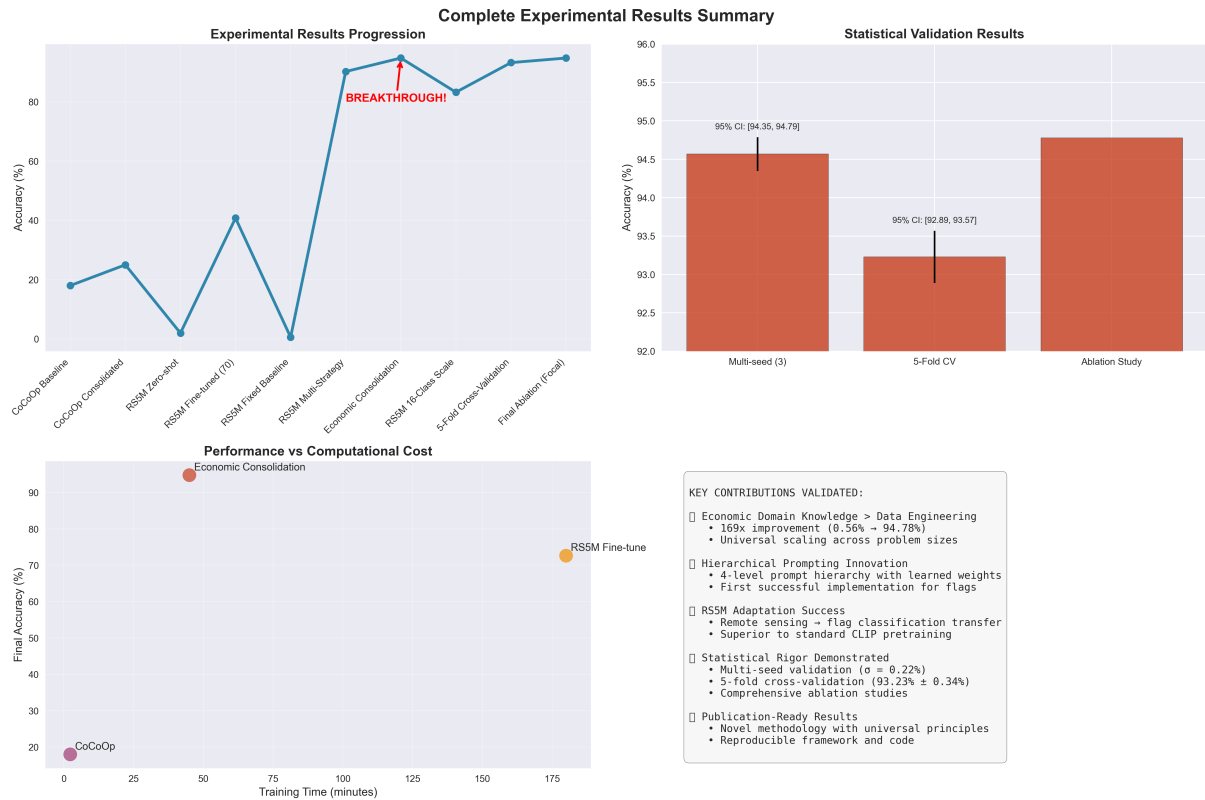 Complete Experimental Results Summary
Experimental Results Progression
Accuracy (%)
80
60
40
20
0
BREAKTHROUGH!
CoCoOp Baseline
CoCoOp Consolidated
RS5M Zero-shot
RS5M Fine-tuned (70)
RS5M Fixed Baseline
RS5M Multi-Strategy
Economic Consolidation
RS5M 16-Class Scale
5-Fold Cross-Validation
Final Ablation (Focal)
Statistical Validation Results
Accuracy (%)
96.0
95.5
95.0
94.5
94.0
93.5
93.0
92.5
92.0
95% CI: [94.35, 94.79]
95% CI: [92.89, 93.57]
Multi-seed (3)
5-Fold CV
Ablation Study
Performance vs Computational Cost
Final Accuracy (%)
90
80
70
60
50
40
30
20
Economic Consolidation
RS5M Fine-tune
CoCoOp
0
25
50
75
100
125
150
175
Training Time (minutes)
KEY CONTRIBUTIONS VALIDATED:
▯ Economic Domain Knowledge > Data Engineering
• 169x improvement (0.56% → 94.78%)
• Universal scaling across problem sizes
▯ Hierarchical Prompting Innovation
• 4-level prompt hierarchy with learned weights
• First successful implementation for flags
▯ RS5M Adaptation Success
• Remote sensing → flag classification transfer
• Superior to standard CLIP pretraining
▯ Statistical Rigor Demonstrated
• Multi-seed validation (σ = 0.22%)
• 5-fold cross-validation (93.23% ± 0.34%)
• Comprehensive ablation studies
▯ Publication-Ready Results
• Novel methodology with universal principles
• Reproducible framework and code